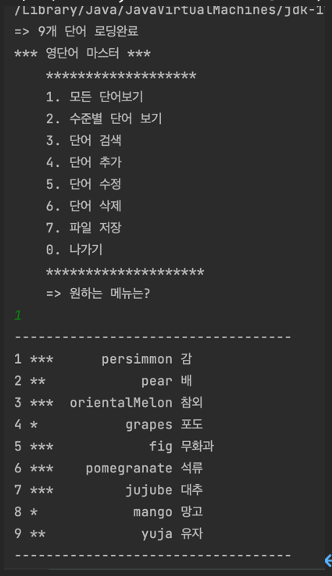 /Library/Java/JavaVirtualMachines/jdk-1
=> 9개 단어 로딩완료
*** 영단어 마스터 ***
********************
1. 모든 단어보기
2. 수준별 단어 보기
3. 단어 검색
4. 단어 추가
5. 단어 수정
6. 단어 삭제
7. 파일 저장
0. 나가기
********************
=> 원하는 메뉴는?
1
-----------------------------------
1 *** persimmon 감
2 ** pear 배
3 *** orientalMelon 참외
4 * grapes 포도
5 *** fig 무화과
6 *** pomegranate 석류
7 *** jujube 대추
8 * mango 망고
9 ** yuja 유자
-----------------------------------